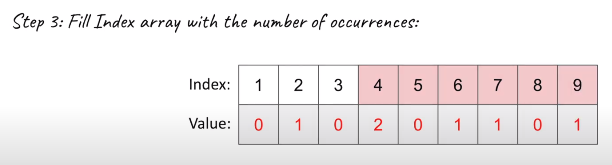 Step 3: Fill Index array with the number of occurrences:
Index: 1 2 3 4 5 6 7 8 9
Value: 0 1 0 2 0 1 1 0 1